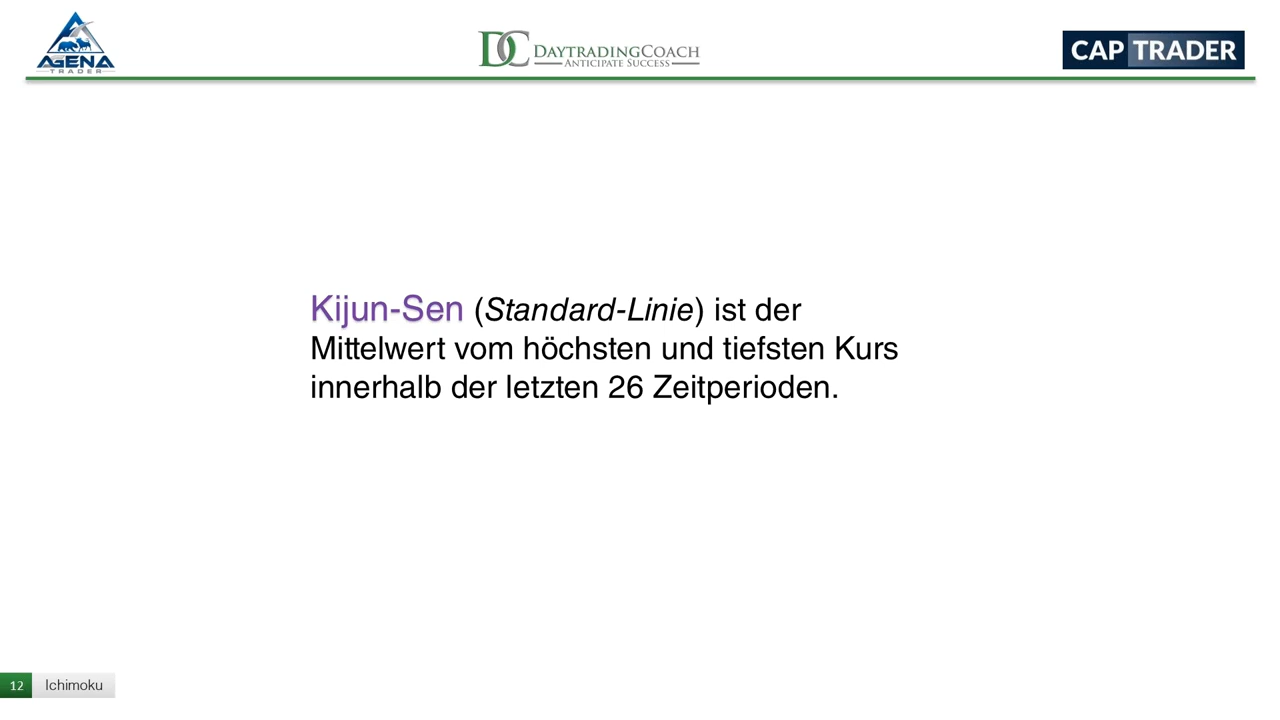 AGENA
TRADER
DC DAYTRADINGCOACH
ANTICIPATE SUCCESS
CAP TRADER
Kijun-Sen (Standard-Linie) ist der
Mittelwert vom höchsten und tiefsten Kurs
innerhalb der letzten 26 Zeitperioden.
12 Ichimoku